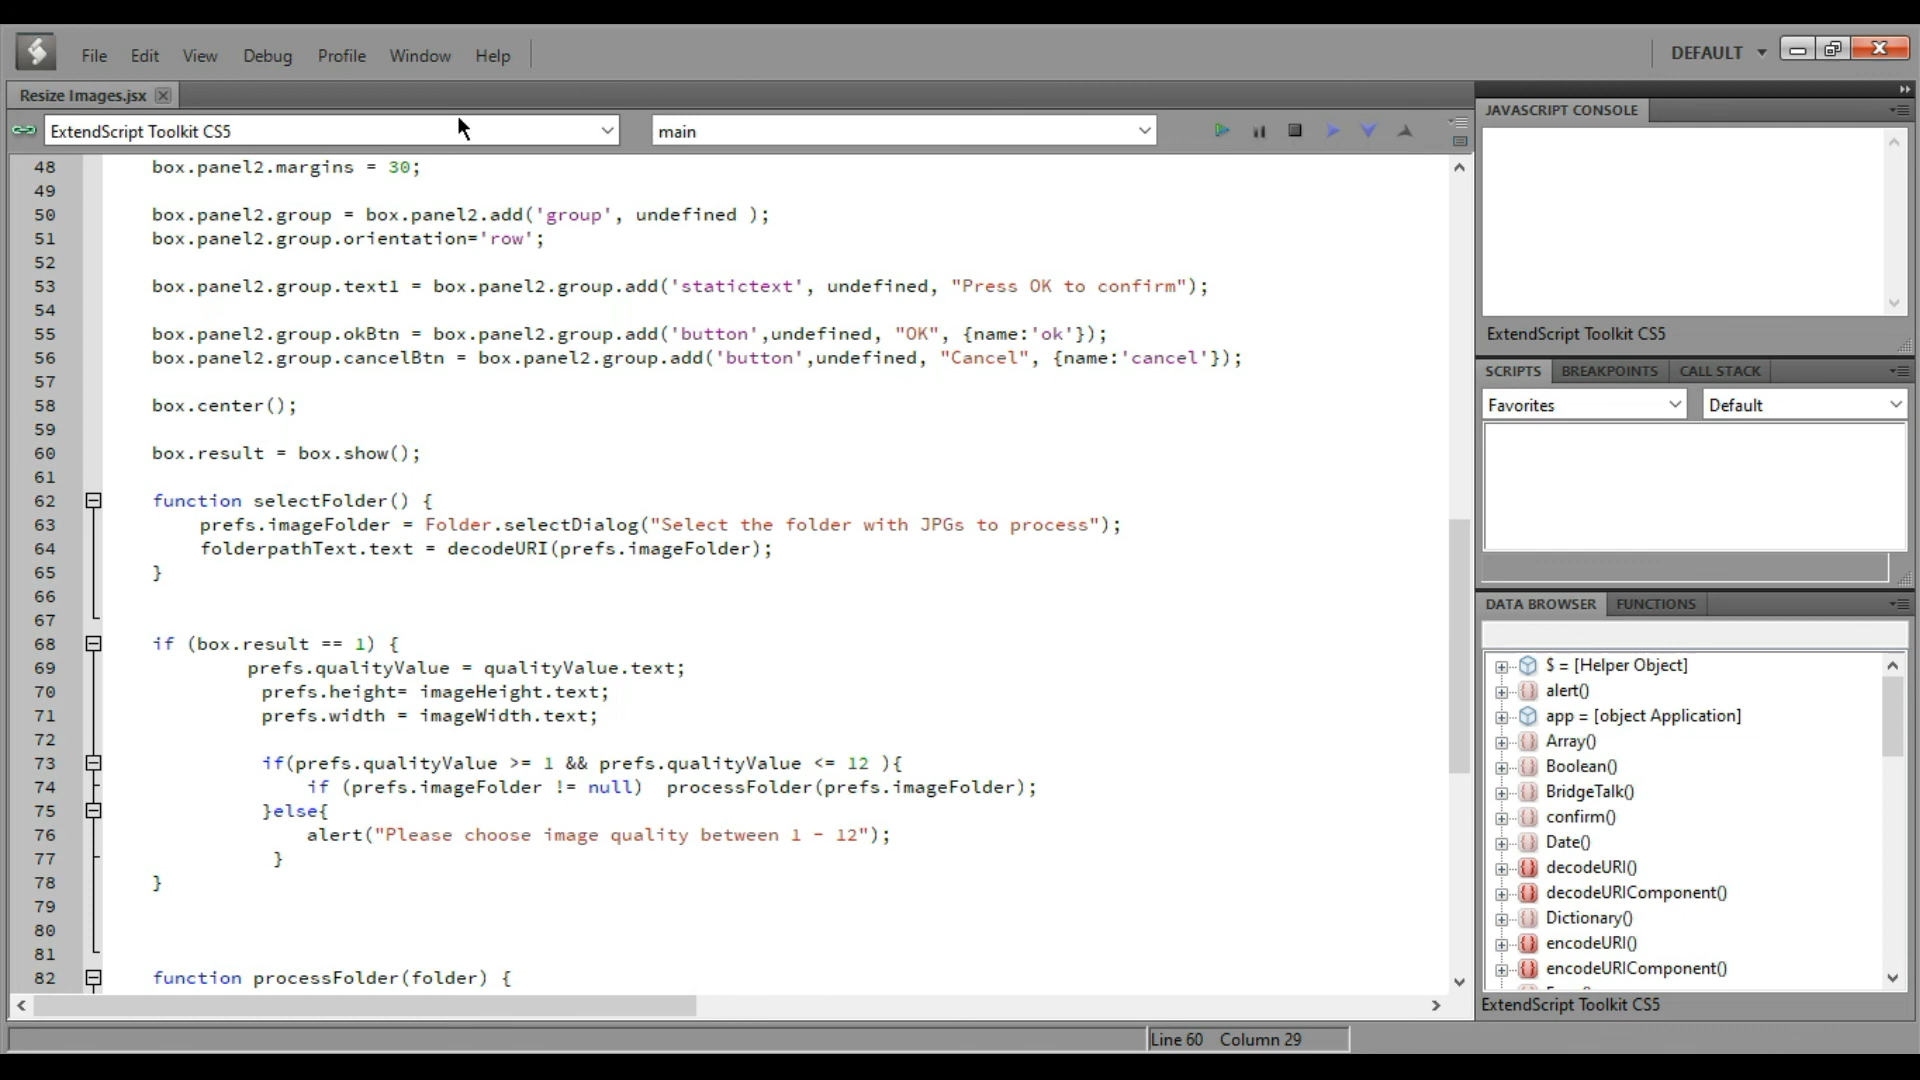 File Edit View Debug Profile Window Help
DEFAULT
Resize Images.jsx
ExtendScript Toolkit CS5
main
48 box.panel2.margins = 30;
49
50 box.panel2.group = box.panel2.add('group', undefined );
51 box.panel2.group.orientation='row';
52
53 box.panel2.group.text1 = box.panel2.group.add('statictext', undefined, "Press OK to confirm");
54
55 box.panel2.group.okBtn = box.panel2.group.add('button',undefined, "OK", {name:'ok'});
56 box.panel2.group.cancelBtn = box.panel2.group.add('button',undefined, "Cancel", {name:'cancel'});
57
58 box.center();
59
60 box.result = box.show();
61
62 function selectFolder() {
63 prefs.imageFolder = Folder.selectDialog("Select the folder with JPGs to process");
64 folderpathText.text = decodeURI(prefs.imageFolder);
65 }
66
67
68 if (box.result == 1) {
69 prefs.qualityValue = qualityValue.text;
70 prefs.height= imageHeight.text;
71 prefs.width = imageWidth.text;
72
73 if(prefs.qualityValue >= 1 && prefs.qualityValue <= 12 ){
74 if (prefs.imageFolder != null)  processFolder(prefs.imageFolder);
75 }else{
76 alert("Please choose image quality between 1 - 12");
77 }
78 }
79
80
81
82 function processFolder(folder) {
Line 60 Column 29
JAVASCRIPT CONSOLE
ExtendScript Toolkit CS5
SCRIPTS BREAKPOINTS CALL STACK
Favorites Default
DATA BROWSER FUNCTIONS
$ = [Helper Object]
alert()
app = [object Application]
Array()
Boolean()
BridgeTalk()
confirm()
Date()
decodeURI()
decodeURIComponent()
Dictionary()
encodeURI()
encodeURIComponent()
ExtendScript Toolkit CS5